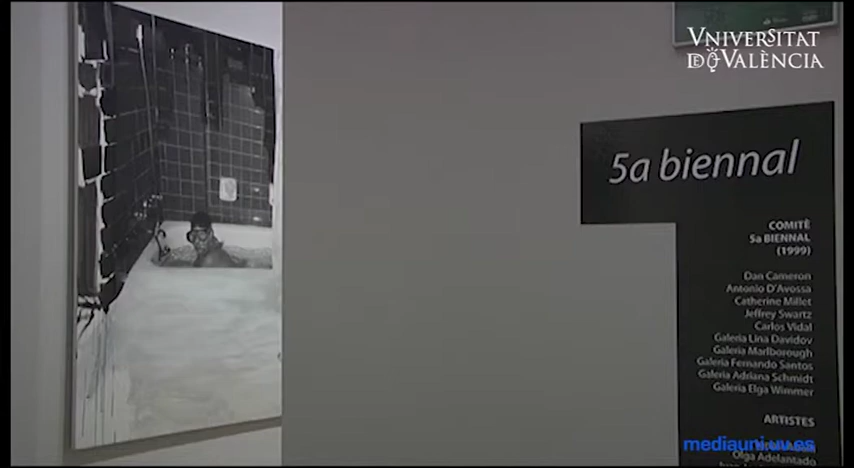 VNIVERSITAT
DE VALÈNCIA
5a biennal
COMITÈ
5a BIENNAL
(1999)
Dan Cameron
Antonio D'Avossa
Catherine Millet
Jeffrey Swartz
Carlos Vidal
Galeria Lina Davidov
Galeria Marlborough
Galeria Fernando Santos
Galeria Adriana Schmidt
Galeria Elga Wimmer
ARTISTES
mediauni.uv.es
Olga Adelantado